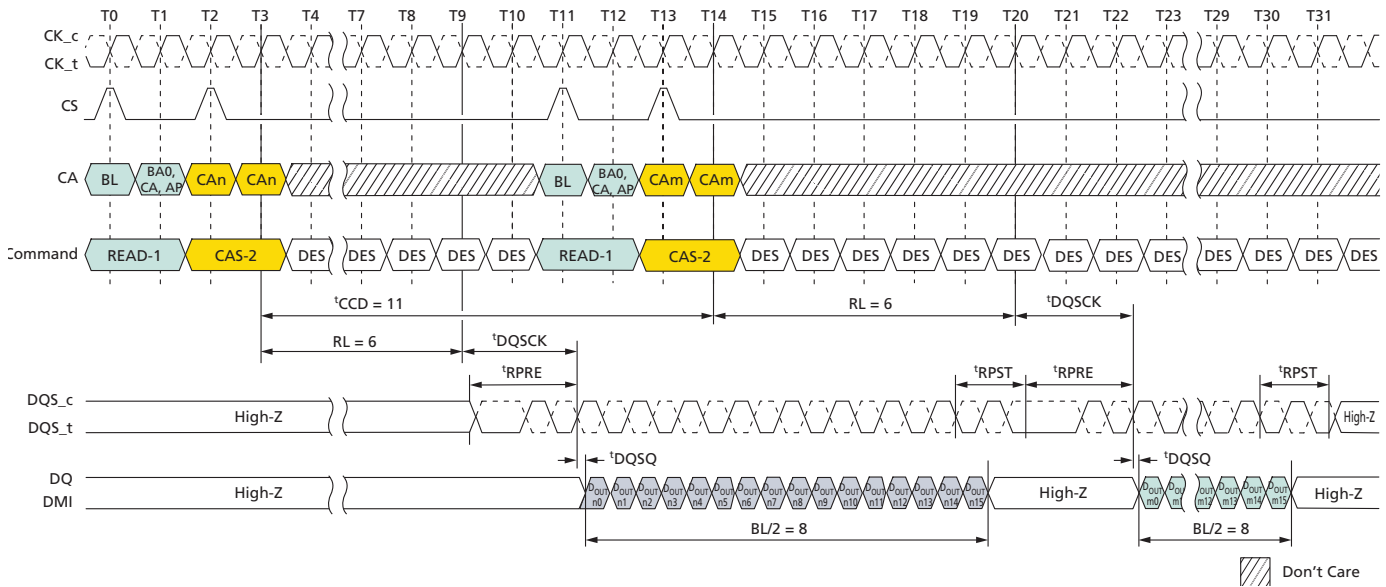 T0 T1 T2 T3 T4 T7 T8 T9 T10 T11 T12 T13 T14 T15 T16 T17 T18 T19 T20 T21 T22 T23 T29 T30 T31
CK_c
CK_t
CS
CA BL BA0, CA, AP CAn CAn BL BA0, CA, AP CAm CAm
Command READ-1 CAS-2 DES DES DES DES DES READ-1 CAS-2 DES DES DES DES DES DES DES DES DES DES DES DES
tCCD = 11 RL = 6 tDQSCK
RL = 6 tDQSCK
tRPRE tRPST tRPRE tRPST
DQS_c
DQS_t
High-Z High-Z
tDQSQ tDQSQ
DQ
DMI
High-Z DOUT n0 DOUT n1 DOUT n2 DOUT n3 DOUT n4 DOUT n5 DOUT n6 DOUT n7 DOUT n8 DOUT n9 DOUT n10 DOUT n11 DOUT n12 DOUT n13 DOUT n14 DOUT n15 High-Z DOUT m0 DOUT m1 DOUT m12 DOUT m13 DOUT m14 DOUT m15 High-Z
BL/2 = 8 BL/2 = 8
Don't Care